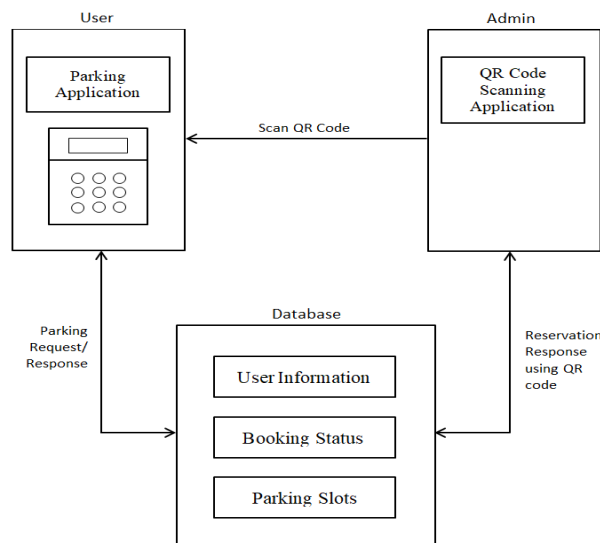 User
Admin
Parking
Application
QR Code
Scanning
Application
Scan QR Code
Parking
Request/
Response
Database
Reservation
Response
using QR
code
User Information
Booking Status
Parking Slots